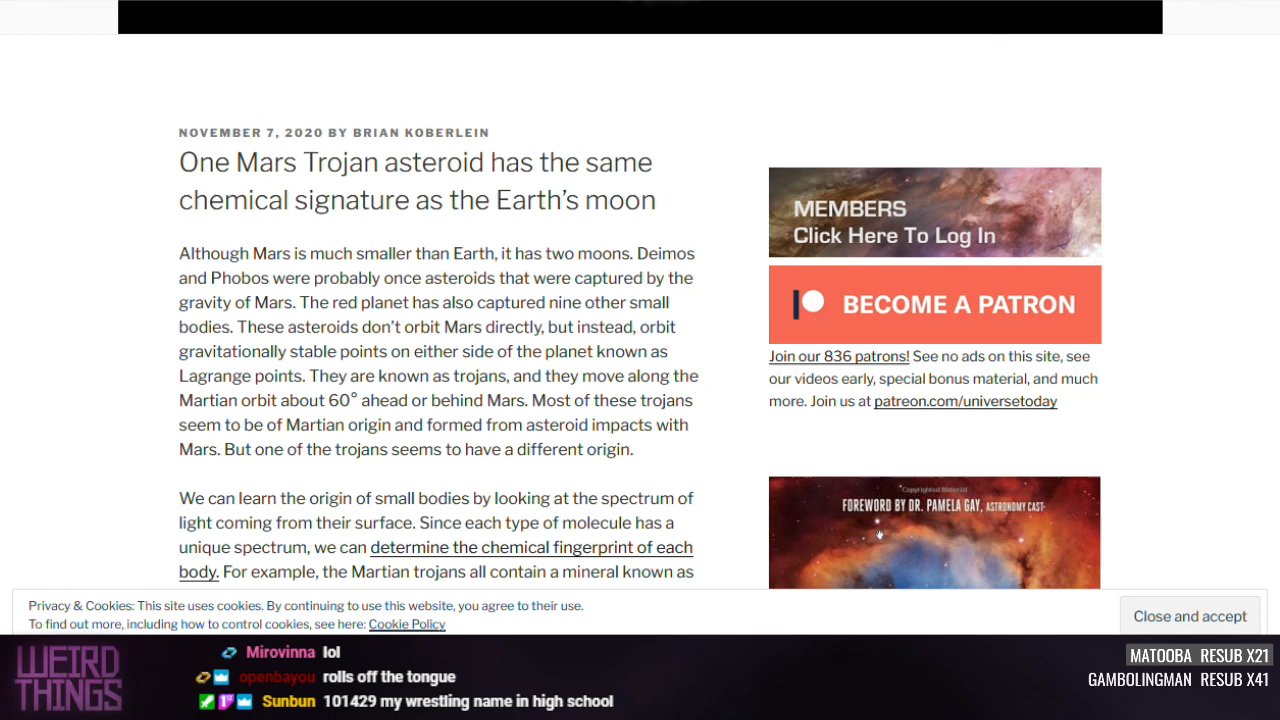 NOVEMBER 7, 2020 BY BRIAN KOBERLEIN
One Mars Trojan asteroid has the same
chemical signature as the Earth’s moon
Although Mars is much smaller than Earth, it has two moons. Deimos
and Phobos were probably once asteroids that were captured by the
gravity of Mars. The red planet has also captured nine other small
bodies. These asteroids don’t orbit Mars directly, but instead, orbit
gravitationally stable points on either side of the planet known as
Lagrange points. They are known as trojans, and they move along the
Martian orbit about 60° ahead or behind Mars. Most of these trojans
seem to be of Martian origin and formed from asteroid impacts with
Mars. But one of the trojans seems to have a different origin.
We can learn the origin of small bodies by looking at the spectrum of
light coming from their surface. Since each type of molecule has a
unique spectrum, we can determine the chemical fingerprint of each
body. For example, the Martian trojans all contain a mineral known as
MEMBERS
Click Here To Log In
BECOME A PATRON
Join our 836 patrons! See no ads on this site, see
our videos early, special bonus material, and much
more. Join us at patreon.com/universetoday
Copyrighted Material
FOREWORD BY DR. PAMELA GAY, ASTRONOMY CAST
Privacy & Cookies: This site uses cookies. By continuing to use this website, you agree to their use.
To find out more, including how to control cookies, see here: Cookie Policy
Close and accept
WEIRD
THINGS
Mirovinna lol
openbayou rolls off the tongue
Sunbun 101429 my wrestling name in high school
MATOOBA RESUB X21
GAMBOLINGMAN RESUB X41